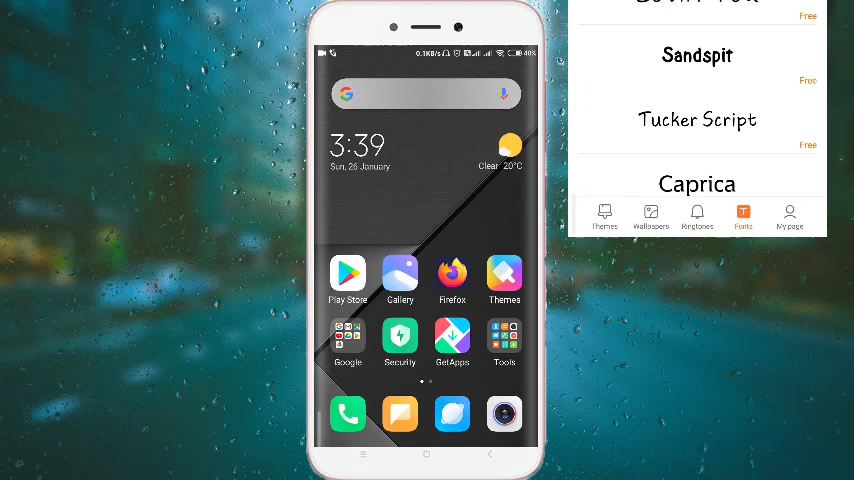 0.1KB/s
40%
3:39
Sun, 26 January
Clear 20°C
Play Store
Gallery
Firefox
Themes
Google
Security
GetApps
Tools
Free
Sandspit
Free
Tucker Script
Free
Caprica
Themes
Wallpapers
Ringtones
Fonts
My page